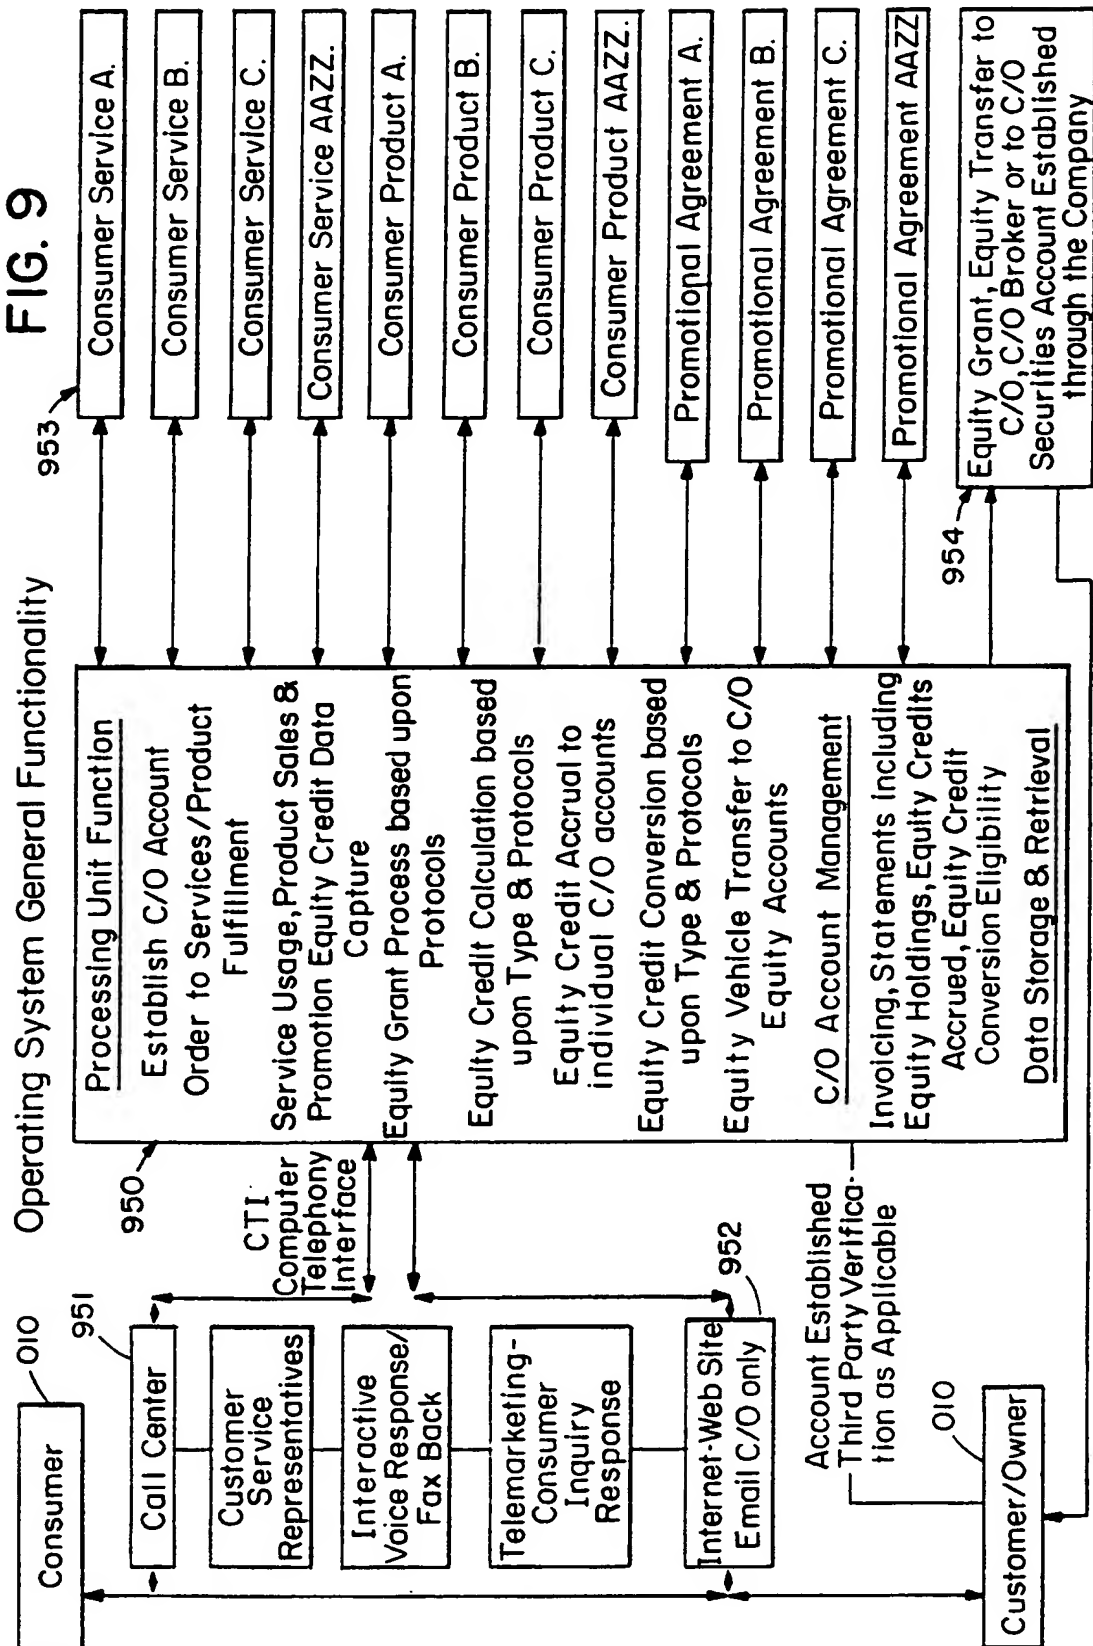 FIG. 9
Operating System General Functionality
010
Consumer
951
Call Center
Customer
Service
Representatives
Interactive
Voice Response/
Fax Back
Telemarketing-
Consumer
Inquiry
Response
Internet-Web Site
Email C/O only
952
CTI
Computer
Telephony
Interface
010
Customer/Owner
Account Established
Third Party Verifica-
tion as Applicable
950
Processing Unit Function
Establish C/O Account
Order to Services/Product
Fulfillment
Service Usage, Product Sales &
Promotion Equity Credit Data
Capture
Equity Grant Process based upon
Protocols
Equity Credit Calculation based
upon Type & Protocols
Equity Credit Accrual to
individual C/O accounts
Equity Credit Conversion based
upon Type & Protocols
Equity Vehicle Transfer to C/O
Equity Accounts
C/O Account Management
Invoicing, Statements including
Equity Holdings, Equity Credits
Accrued, Equity Credit
Conversion Eligibility
Data Storage & Retrieval
953
Consumer Service A.
Consumer Service B.
Consumer Service C.
Consumer Service AAZZ.
Consumer Product A.
Consumer Product B.
Consumer Product C.
Consumer Product AAZZ.
Promotional Agreement A.
Promotional Agreement B.
Promotional Agreement C.
Promotional Agreement AAZZ
954
Equity Grant, Equity Transfer to
C/O, C/O Broker or to C/O
Securities Account Established
through the Company